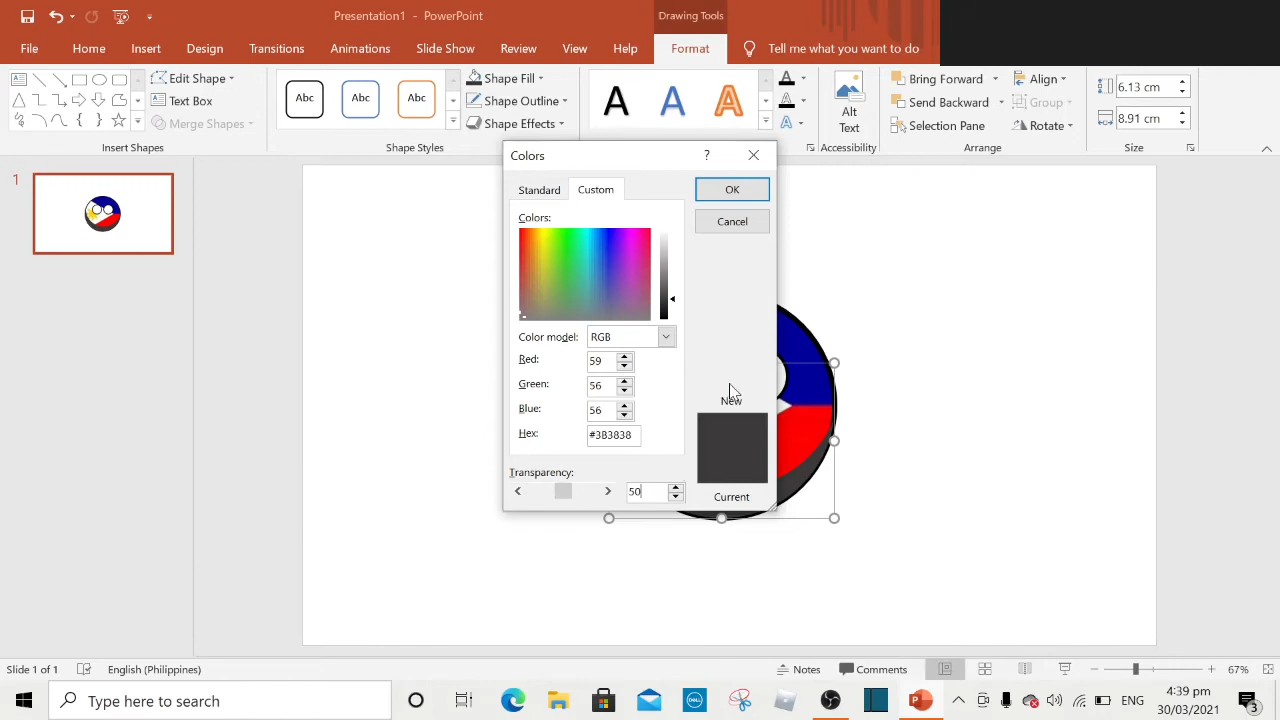 Presentation1 - PowerPoint
Drawing Tools
File Home Insert Design Transitions Animations Slide Show Review View Help Format Tell me what you want to do
Edit Shape
Text Box
Merge Shapes
Insert Shapes
Abc Abc Abc
Shape Fill
Shape Outline
Shape Effects
Shape Styles
A A A
A
A
A
Alt
Text
Accessibility
Bring Forward
Send Backward
Selection Pane
Align
Group
Rotate
Arrange
6.13 cm
8.91 cm
Size
1
Colors
?
Standard Custom
OK
Cancel
Colors:
Color model: RGB
Red: 59
Green: 56
Blue: 56
Hex: #3B3838
New
Current
Transparency:
50
Slide 1 of 1 English (Philippines) Notes Comments 67%
Type here to search
DELL
ENG
4:39 pm
30/03/2021
3